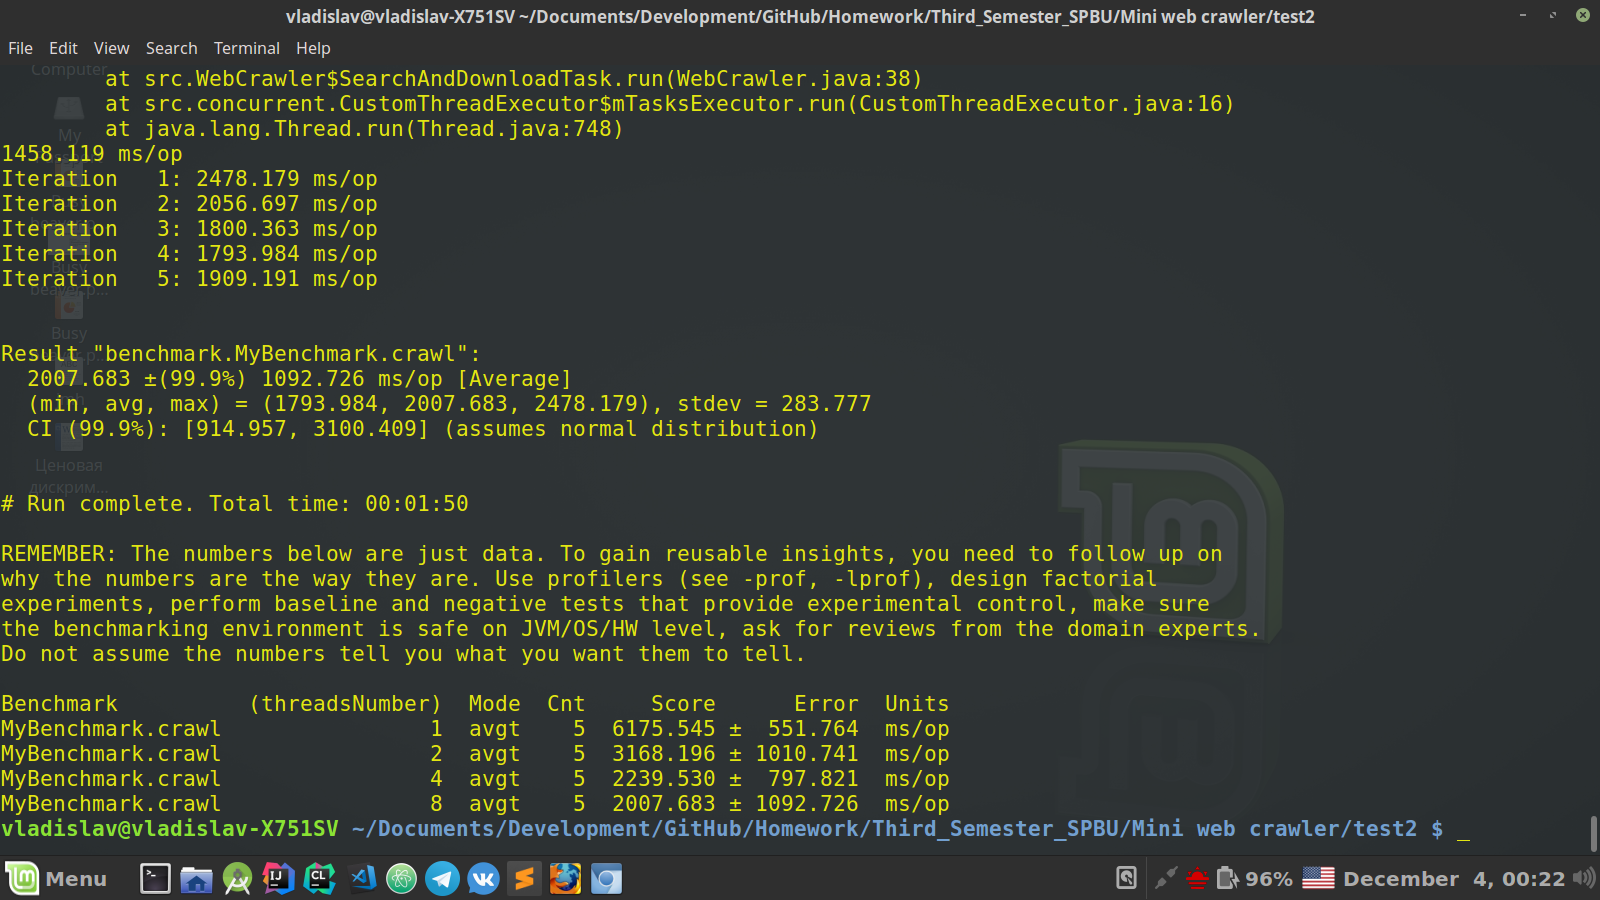 vladislav@vladislav-X751SV ~/Documents/Development/GitHub/Homework/Third_Semester_SPBU/Mini web crawler/test2
File Edit View Search Terminal Help
Computer
at src.WebCrawler$SearchAndDownloadTask.run(WebCrawler.java:38)
at src.concurrent.CustomThreadExecutor$mTasksExecutor.run(CustomThreadExecutor.java:16)
at java.lang.Thread.run(Thread.java:748)
My
1458.119 ms/op
Iteration   1: 2478.179 ms/op
Iteration   2: 2056.697 ms/op
Iteration   3: 1800.363 ms/op
Iteration   4: 1793.984 ms/op
Iteration   5: 1909.191 ms/op
Busy
Busy
Result "benchmark.MyBenchmark.crawl":
2007.683 ±(99.9%) 1092.726 ms/op [Average]
(min, avg, max) = (1793.984, 2007.683, 2478.179), stdev = 283.777
CI (99.9%): [914.957, 3100.409] (assumes normal distribution)
Ценовая
дискрим...
# Run complete. Total time: 00:01:50
REMEMBER: The numbers below are just data. To gain reusable insights, you need to follow up on
why the numbers are the way they are. Use profilers (see -prof, -lprof), design factorial
experiments, perform baseline and negative tests that provide experimental control, make sure
the benchmarking environment is safe on JVM/OS/HW level, ask for reviews from the domain experts.
Do not assume the numbers tell you what you want them to tell.
Benchmark          (threadsNumber)  Mode  Cnt     Score      Error  Units
MyBenchmark.crawl                1  avgt    5  6175.545 ±  551.764  ms/op
MyBenchmark.crawl                2  avgt    5  3168.196 ± 1010.741  ms/op
MyBenchmark.crawl                4  avgt    5  2239.530 ±  797.821  ms/op
MyBenchmark.crawl                8  avgt    5  2007.683 ± 1092.726  ms/op
vladislav@vladislav-X751SV ~/Documents/Development/GitHub/Homework/Third_Semester_SPBU/Mini web crawler/test2 $ _
Menu IJ CL 96% December 4, 00:22